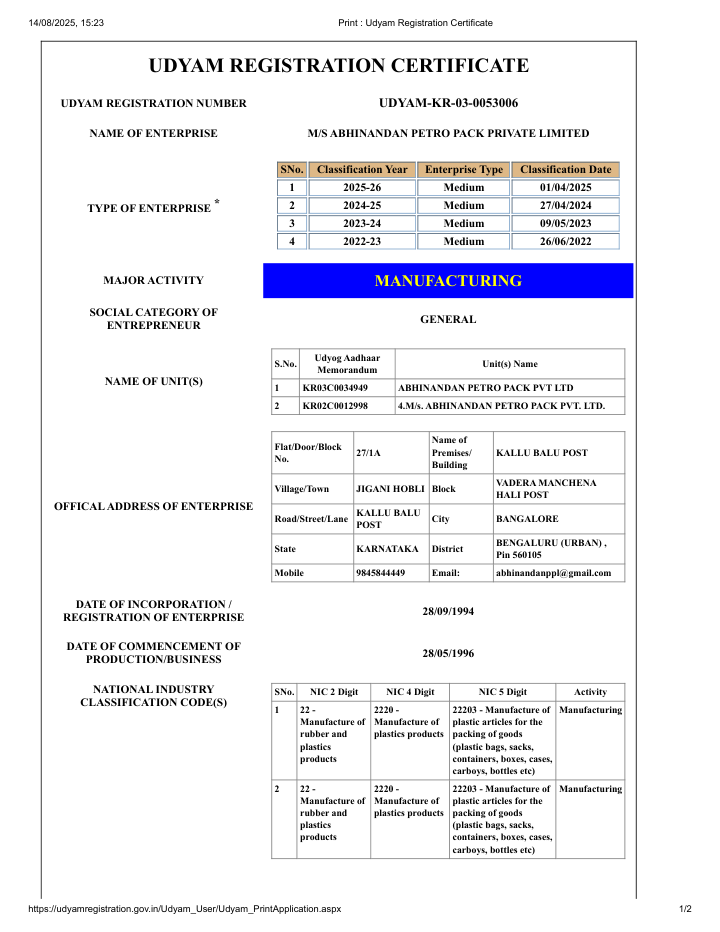 14/08/2025, 15:23 Print : Udyam Registration Certificate
UDYAM REGISTRATION CERTIFICATE
UDYAM REGISTRATION NUMBER UDYAM-KR-03-0053006
NAME OF ENTERPRISE M/S ABHINANDAN PETRO PACK PRIVATE LIMITED
TYPE OF ENTERPRISE *
SNo. Classification Year Enterprise Type Classification Date
1 2025-26 Medium 01/04/2025
2 2024-25 Medium 27/04/2024
3 2023-24 Medium 09/05/2023
4 2022-23 Medium 26/06/2022
MAJOR ACTIVITY MANUFACTURING
SOCIAL CATEGORY OF
ENTREPRENEUR
GENERAL
NAME OF UNIT(S)
S.No. Udyog Aadhaar
Memorandum
Unit(s) Name
1 KR03C0034949 ABHINANDAN PETRO PACK PVT LTD
2 KR02C0012998 4.M/s. ABHINANDAN PETRO PACK PVT. LTD.
OFFICAL ADDRESS OF ENTERPRISE
Flat/Door/Block
No.
27/1A
Name of
Premises/
Building
KALLU BALU POST
Village/Town JIGANI HOBLI Block
VADERA MANCHENA
HALI POST
Road/Street/Lane
KALLU BALU
POST
City BANGALORE
State KARNATAKA District
BENGALURU (URBAN) ,
Pin 560105
Mobile 9845844449 Email: abhinandanppl@gmail.com
DATE OF INCORPORATION /
REGISTRATION OF ENTERPRISE
28/09/1994
DATE OF COMMENCEMENT OF
PRODUCTION/BUSINESS
28/05/1996
NATIONAL INDUSTRY
CLASSIFICATION CODE(S)
SNo. NIC 2 Digit NIC 4 Digit NIC 5 Digit Activity
1
22 -
Manufacture of
rubber and
plastics
products
2220 -
Manufacture of
plastics products
22203 - Manufacture of
plastic articles for the
packing of goods
(plastic bags, sacks,
containers, boxes, cases,
carboys, bottles etc)
Manufacturing
2
22 -
Manufacture of
rubber and
plastics
products
2220 -
Manufacture of
plastics products
22203 - Manufacture of
plastic articles for the
packing of goods
(plastic bags, sacks,
containers, boxes, cases,
carboys, bottles etc)
Manufacturing
https://udyamregistration.gov.in/Udyam_User/Udyam_PrintApplication.aspx 1/2